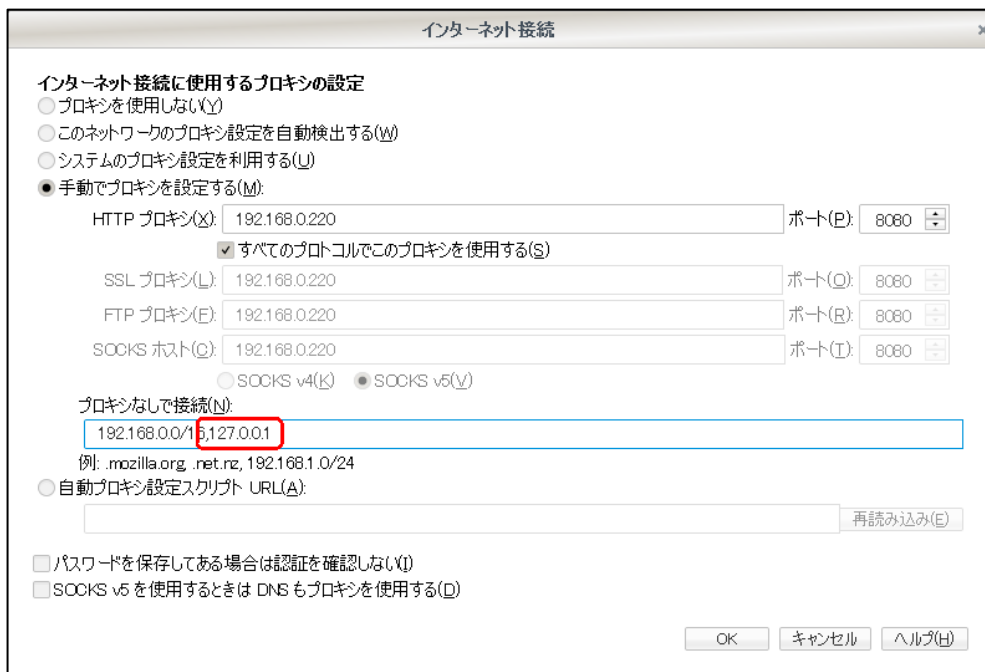 インターネット接続
インターネット接続に使用するプロキシの設定
プロキシを使用しない(Y)
このネットワークのプロキシ設定を自動検出する(W)
システムのプロキシ設定を利用する(U)
手動でプロキシを設定する(M):
HTTP プロキシ(X): 192.168.0.220 ポート(P): 8080
すべてのプロトコルでこのプロキシを使用する(S)
SSL プロキシ(L): 192.168.0.220 ポート(O): 8080
FTP プロキシ(F): 192.168.0.220 ポート(R): 8080
SOCKS ホスト(C): 192.168.0.220 ポート(T): 8080
SOCKS v4(K) SOCKS v5(V)
プロキシなしで接続(N):
192.168.0.0/16,127.0.0.1
例: .mozilla.org, .net.nz, 192.168.1.0/24
自動プロキシ設定スクリプト URL(A):
再読み込み(E)
パスワードを保存してある場合は認証を確認しない(I)
SOCKS v5 を使用するときは DNS もプロキシを使用する(D)
OK キャンセル ヘルプ(H)